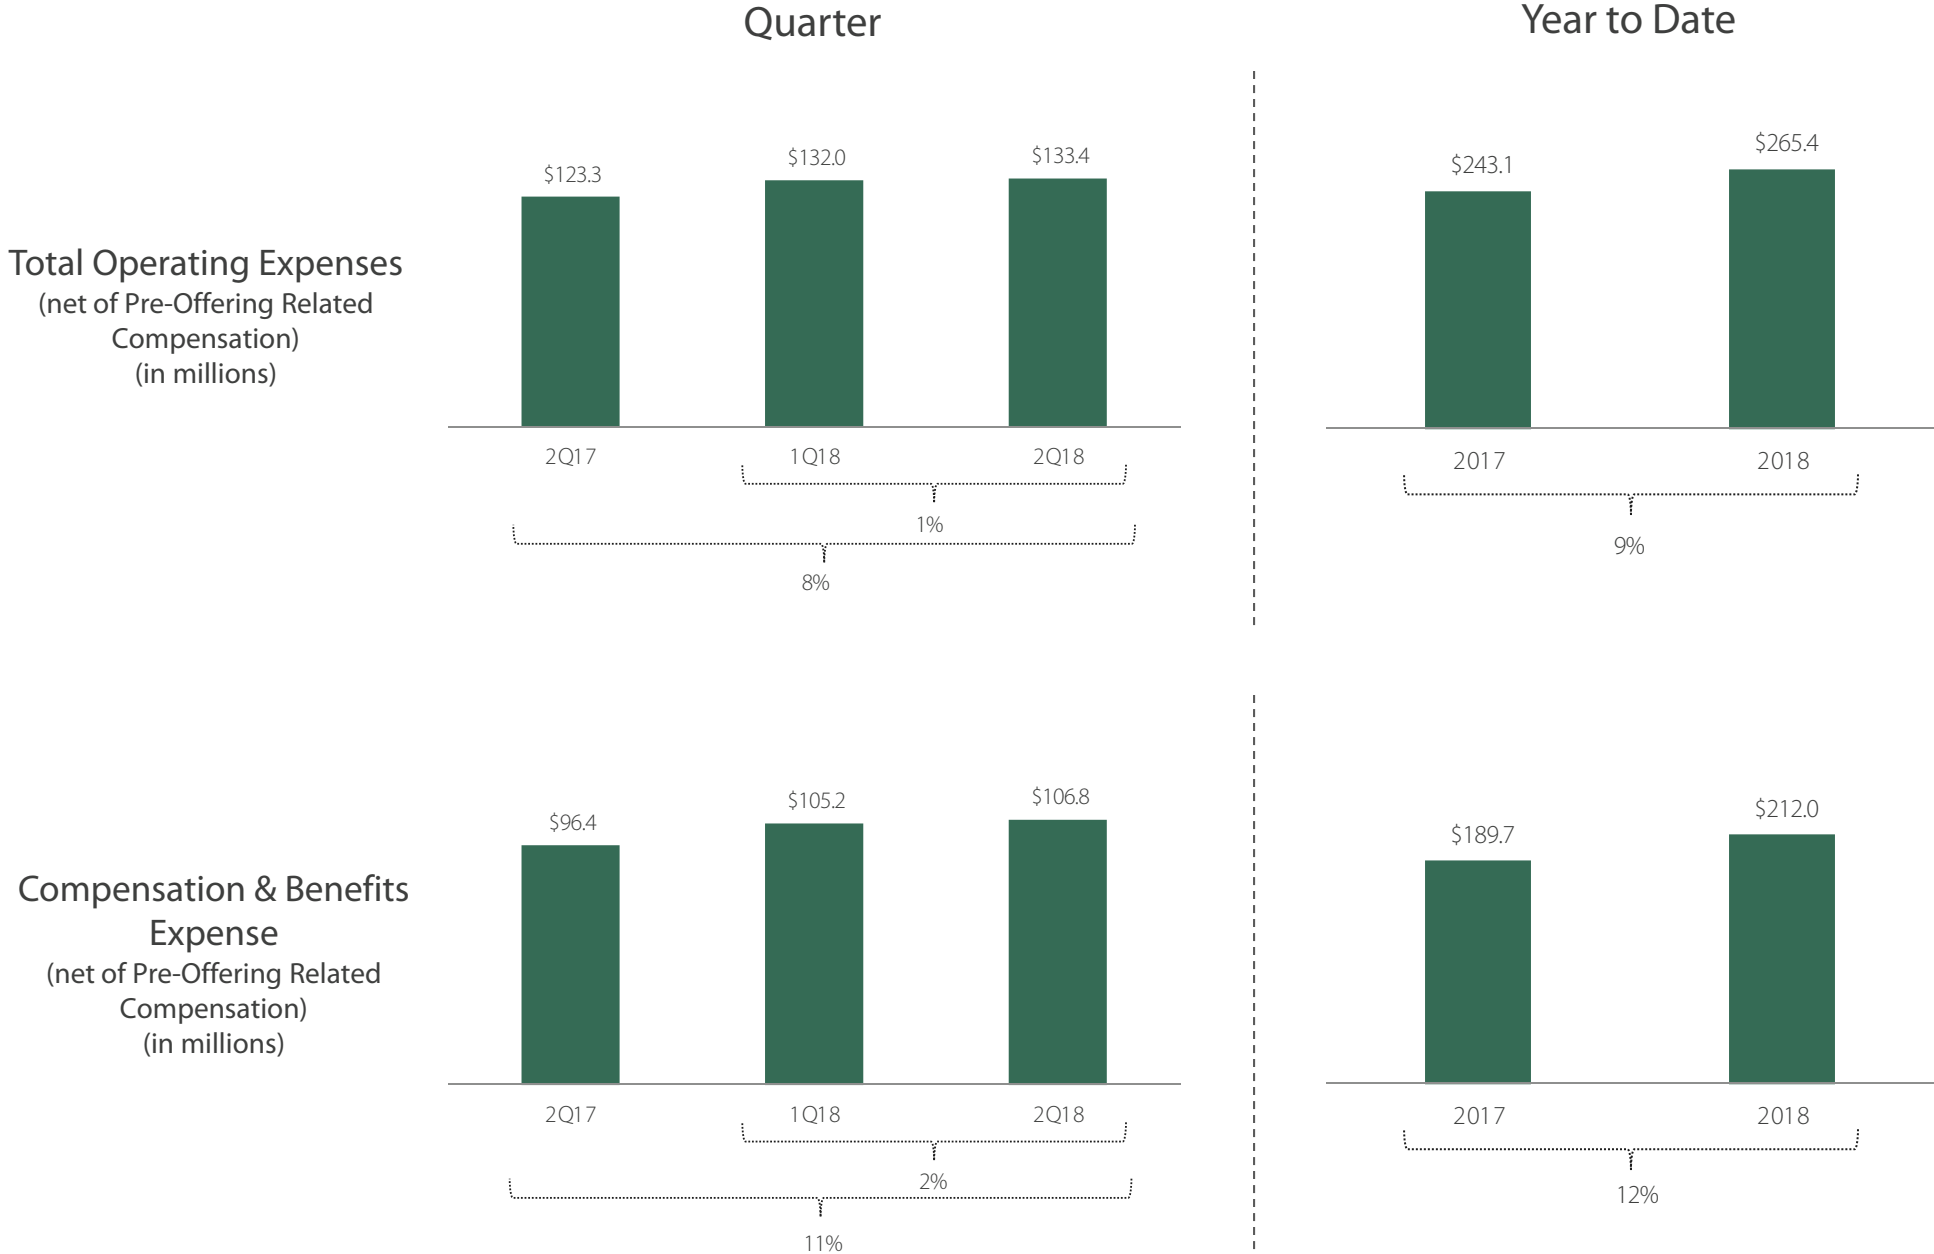 Quarter
Year to Date
Total Operating Expenses
(net of Pre-Offering Related
Compensation)
(in millions)
$123.3
$132.0
$133.4
2Q17
1Q18
2Q18
1%
8%
$243.1
$265.4
2017
2018
9%
Compensation & Benefits
Expense
(net of Pre-Offering Related
Compensation)
(in millions)
$96.4
$105.2
$106.8
2Q17
1Q18
2Q18
2%
11%
$189.7
$212.0
2017
2018
12%